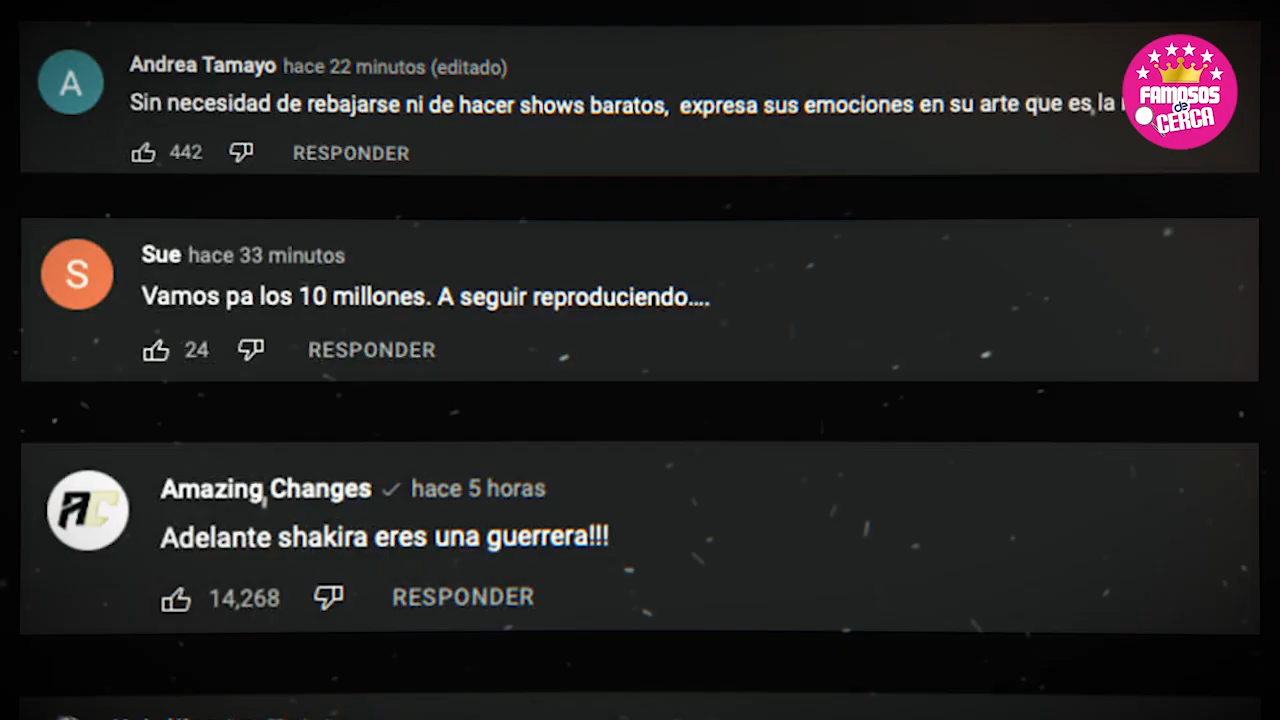 A
Andrea Tamayo hace 22 minutos (editado)
Sin necesidad de rebajarse ni de hacer shows baratos, expresa sus emociones en su arte que es la
442 RESPONDER
FAMOSOS
de
CERCA
S
Sue hace 33 minutos
Vamos pa los 10 millones. A seguir reproduciendo....
24 RESPONDER
AC
Amazing Changes hace 5 horas
Adelante shakira eres una guerrera!!!
14,268 RESPONDER